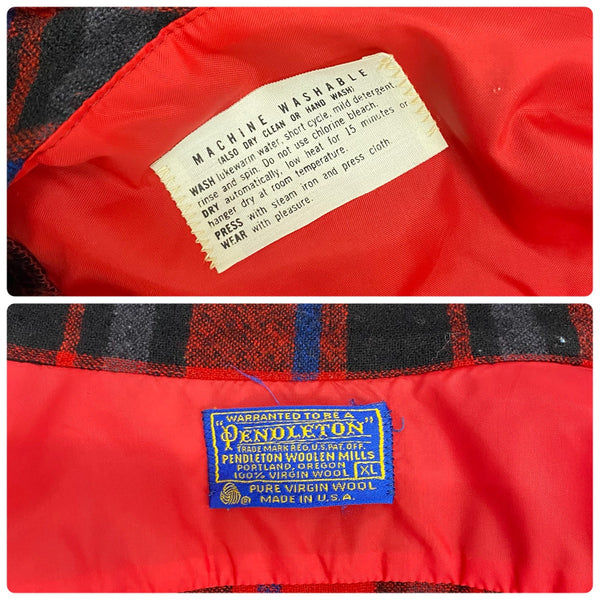 MACHINE WASHABLE
(ALSO DRY CLEAN OR HAND WASH)
WASH lukewarm water, short cycle, mild detergent,
rinse and spin. Do not use chlorine bleach.
DRY automatically, low heat for 15 minutes or
hanger dry at room temperature.
PRESS with steam iron and press cloth.
WEAR with pleasure.
"WARRANTED TO BE A
PENDLETON"
TRADE MARK REG. U.S. PAT. OFF.
PENDLETON WOOLEN MILLS
PORTLAND, OREGON
100% VIRGIN WOOL XL
PURE VIRGIN WOOL
MADE IN U.S.A.